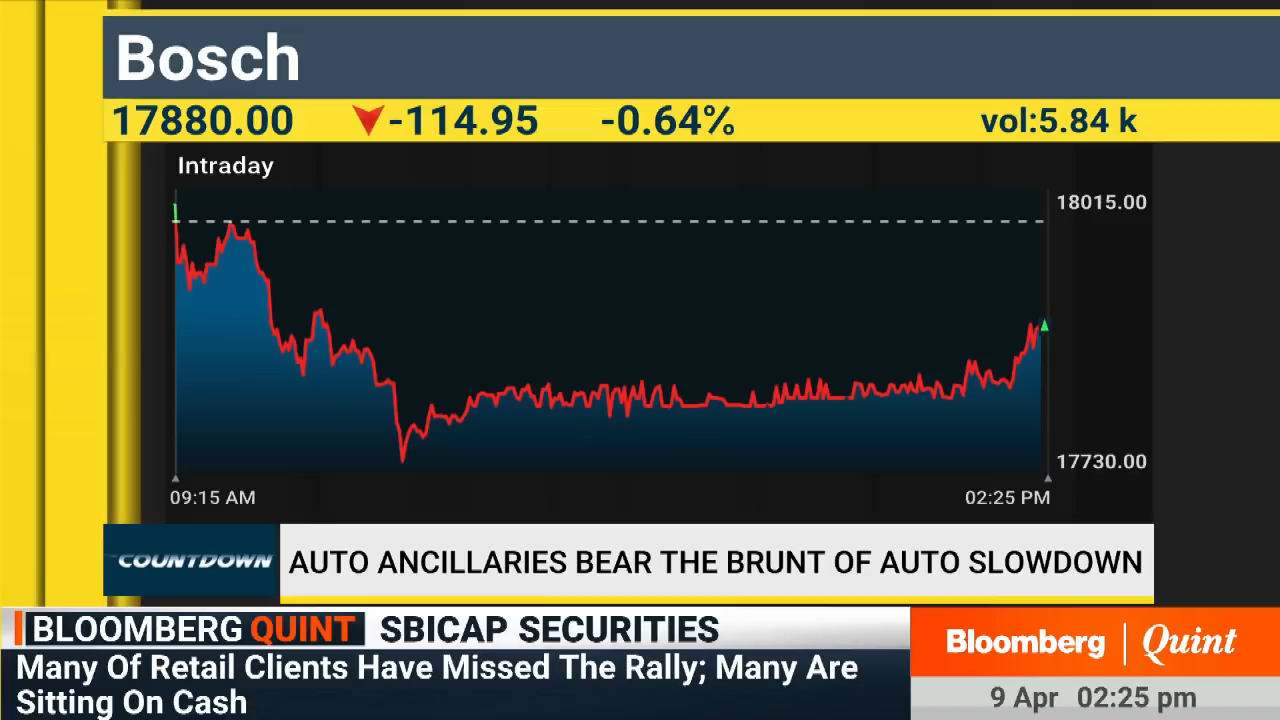 Bosch
17880.00 -114.95 -0.64% vol:5.84 k
Intraday
18015.00
17730.00
09:15 AM 02:25 PM
COUNTDOWN AUTO ANCILLARIES BEAR THE BRUNT OF AUTO SLOWDOWN
BLOOMBERG QUINT SBICAP SECURITIES
Many Of Retail Clients Have Missed The Rally; Many Are
Sitting On Cash
Bloomberg | Quint
9 Apr 02:25 pm